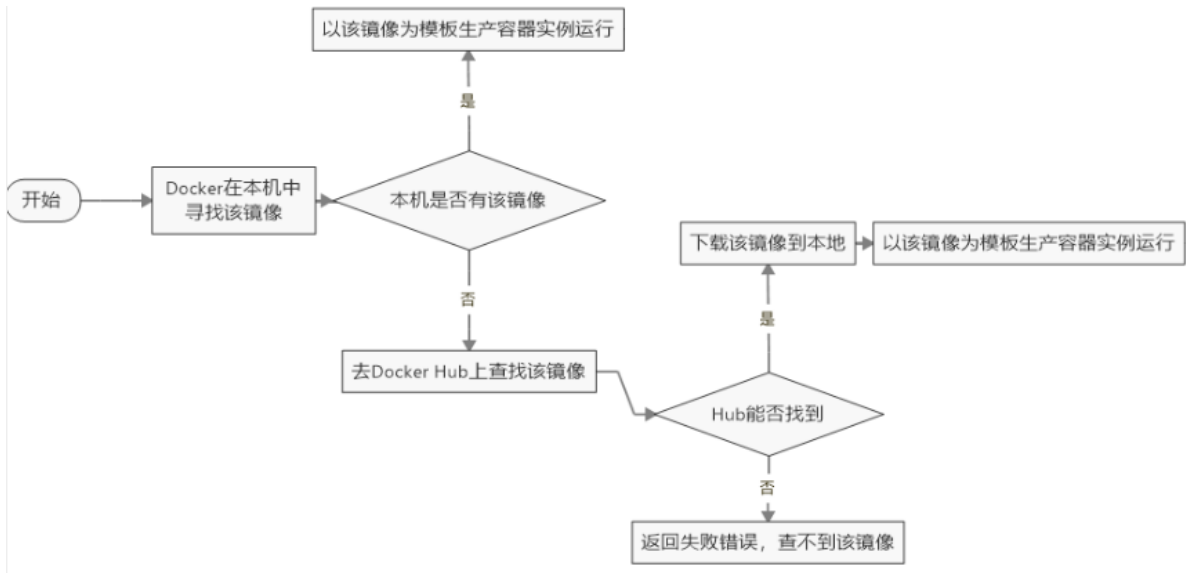 以该镜像为模板生产容器实例运行
是
开始
Docker在本机中
寻找该镜像
本机是否有该镜像
否
去Docker Hub上查找该镜像
下载该镜像到本地
以该镜像为模板生产容器实例运行
是
Hub能否找到
否
返回失败错误，查不到该镜像